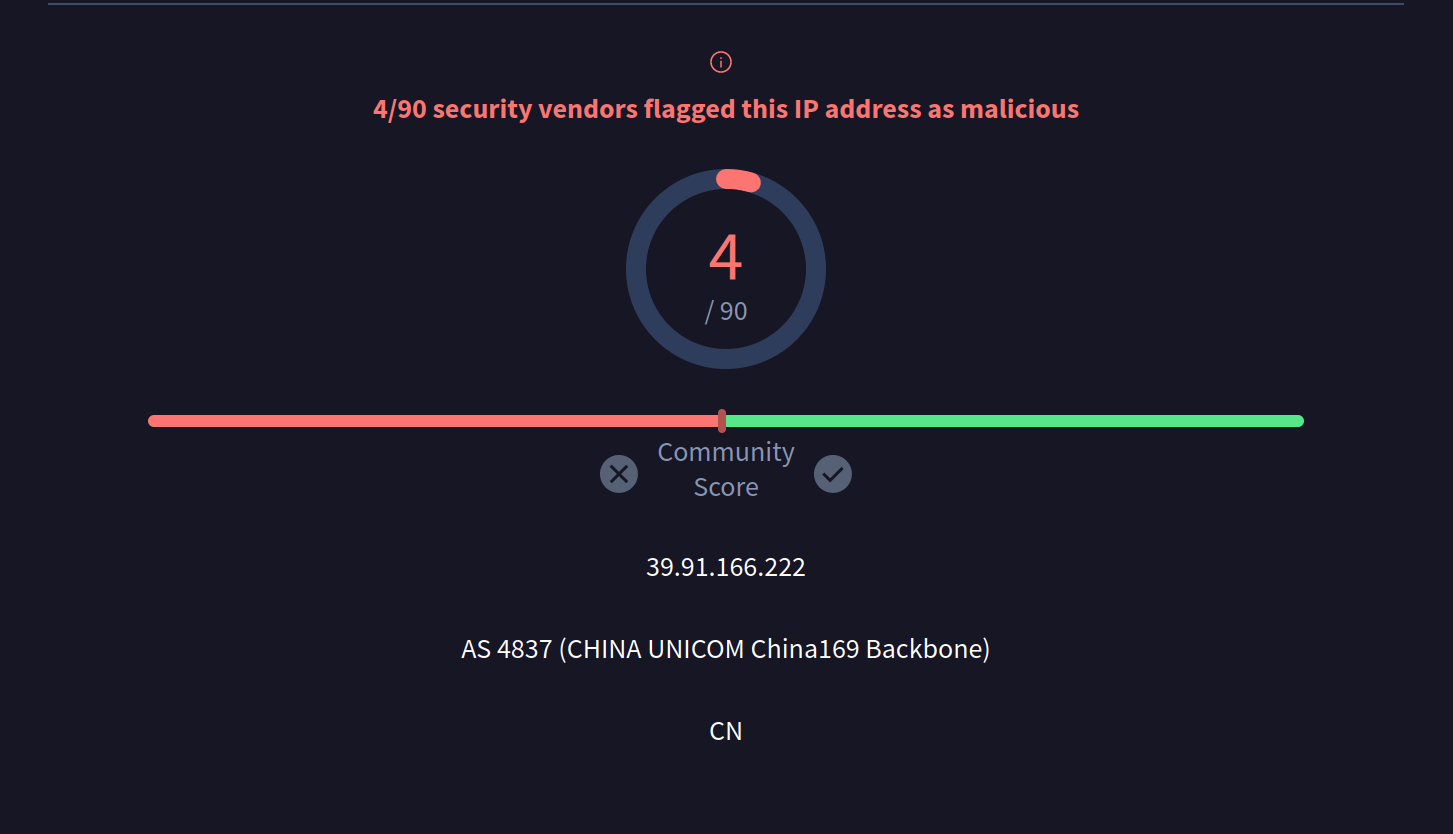 4/90 security vendors flagged this IP address as malicious
4
/ 90
Community
Score
39.91.166.222
AS 4837 (CHINA UNICOM China169 Backbone)
CN